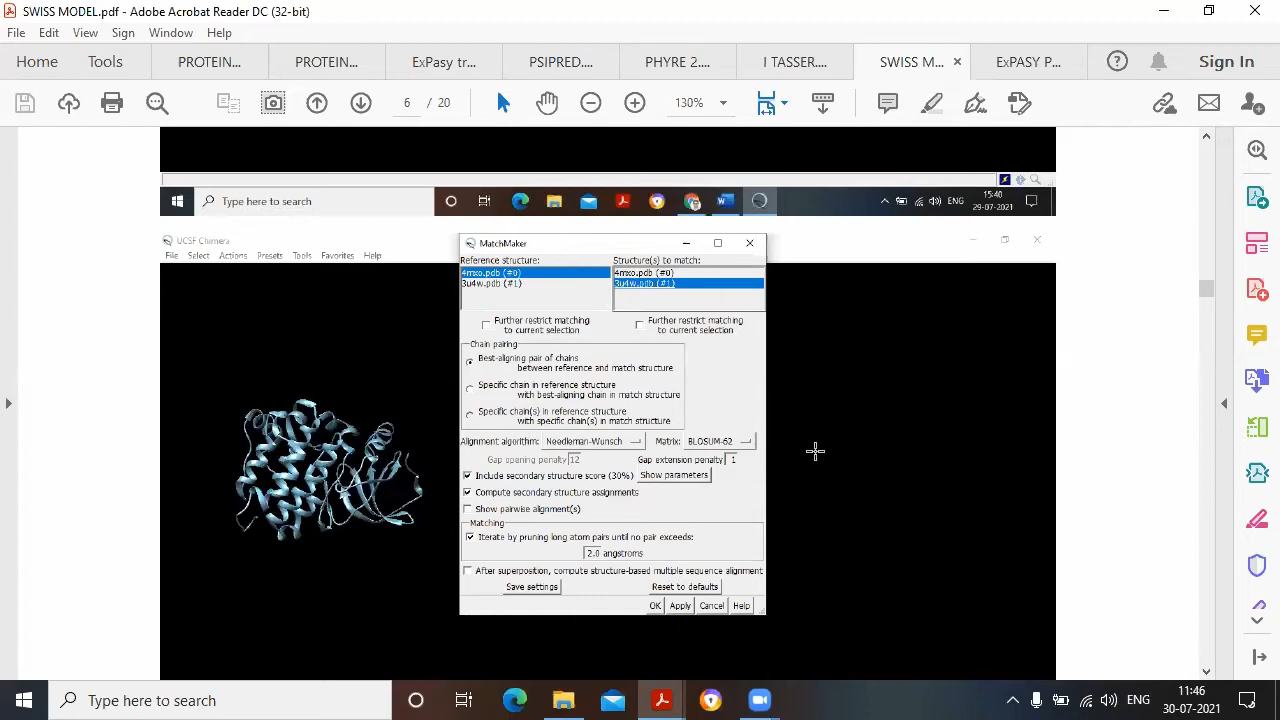 SWISS MODEL.pdf - Adobe Acrobat Reader DC (32-bit)
File Edit View Sign Window Help
Home Tools PROTEIN... PROTEIN... ExPasy tr... PSIPRED.... PHYRE 2.... I TASSER.... SWISS M... ExPASY P... Sign In
6 / 20 130%
Type here to search ENG 15:40
29-07-2021
UCSF Chimera
File Select Actions Presets Tools Favorites Help
MatchMaker
Reference structure: Structure(s) to match:
4mxo.pdb (#0) 4mxo.pdb (#0)
3u4w.pdb (#1) 3u4w.pdb (#1)
Further restrict matching Further restrict matching
to current selection to current selection
Chain pairing
Best-aligning pair of chains
between reference and match structure
Specific chain in reference structure
with best-aligning chain in match structure
Specific chain(s) in reference structure
with specific chain(s) in match structure
Alignment algorithm: Needleman-Wunsch Matrix: BLOSUM-62
Gap opening penalty 12 Gap extension penalty 1
Include secondary structure score (30%) Show parameters
Compute secondary structure assignments
Show pairwise alignment(s)
Matching
Iterate by pruning long atom pairs until no pair exceeds:
2.0 angstroms
After superposition, compute structure-based multiple sequence alignment
Save settings Reset to defaults
OK Apply Cancel Help
Type here to search ENG 11:46
30-07-2021